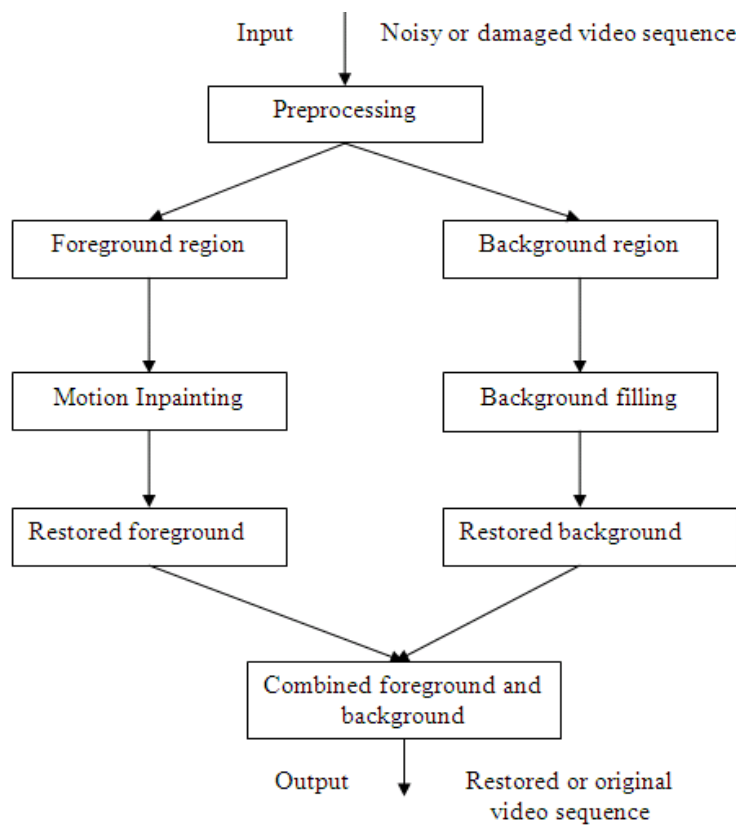 Input Noisy or damaged video sequence
Preprocessing
Foreground region Background region
Motion Inpainting Background filling
Restored foreground Restored background
Combined foreground and
background
Output Restored or original
video sequence